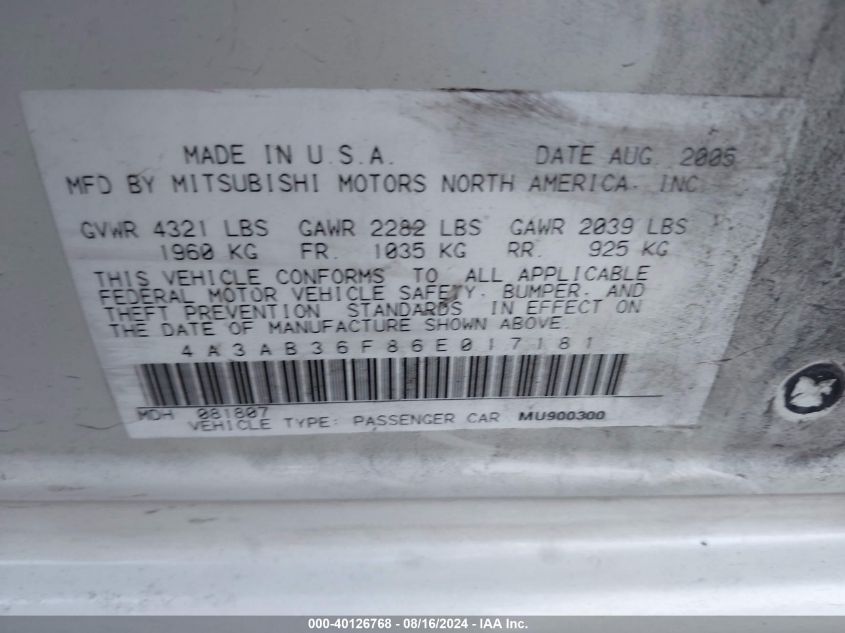 MADE IN U.S.A. DATE AUG. 2005
MFD BY MITSUBISHI MOTORS NORTH AMERICA. INC
GVWR 4321 LBS GAWR 2282 LBS GAWR 2039 LBS
1960 KG FR. 1035 KG RR. 925 KG
THIS VEHICLE CONFORMS TO ALL APPLICABLE
FEDERAL MOTOR VEHICLE SAFETY. BUMPER. AND
THEFT PREVENTION STANDARDS IN EFFECT ON
THE DATE OF MANUFACTURE SHOWN ABOVE.
4A3AB36F86E017181
MDH 081807
VEHICLE TYPE: PASSENGER CAR MU900300
000-40126768 - 08/16/2024 - IAA Inc.